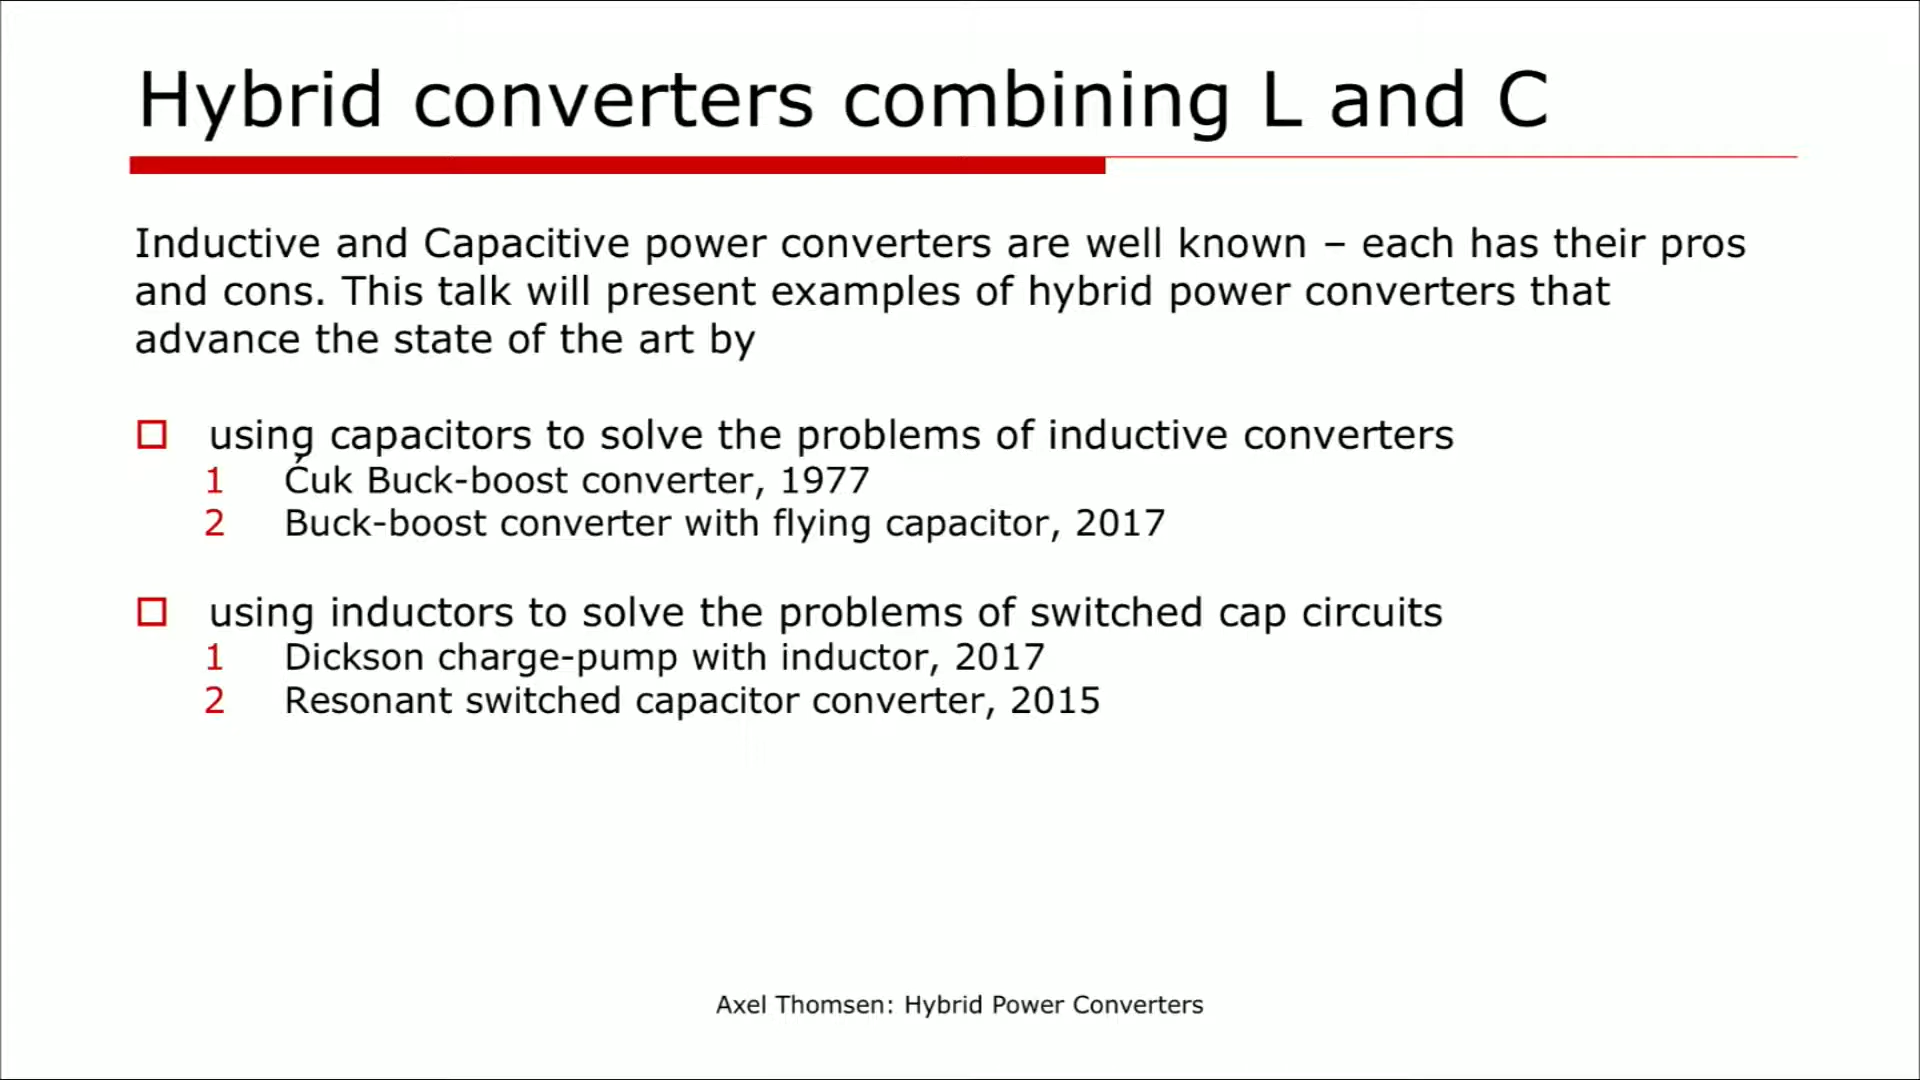 Hybrid converters combining L and C
Inductive and Capacitive power converters are well known – each has their pros
and cons. This talk will present examples of hybrid power converters that
advance the state of the art by
using capacitors to solve the problems of inductive converters
1 Ćuk Buck-boost converter, 1977
2 Buck-boost converter with flying capacitor, 2017
using inductors to solve the problems of switched cap circuits
1 Dickson charge-pump with inductor, 2017
2 Resonant switched capacitor converter, 2015
Axel Thomsen: Hybrid Power Converters